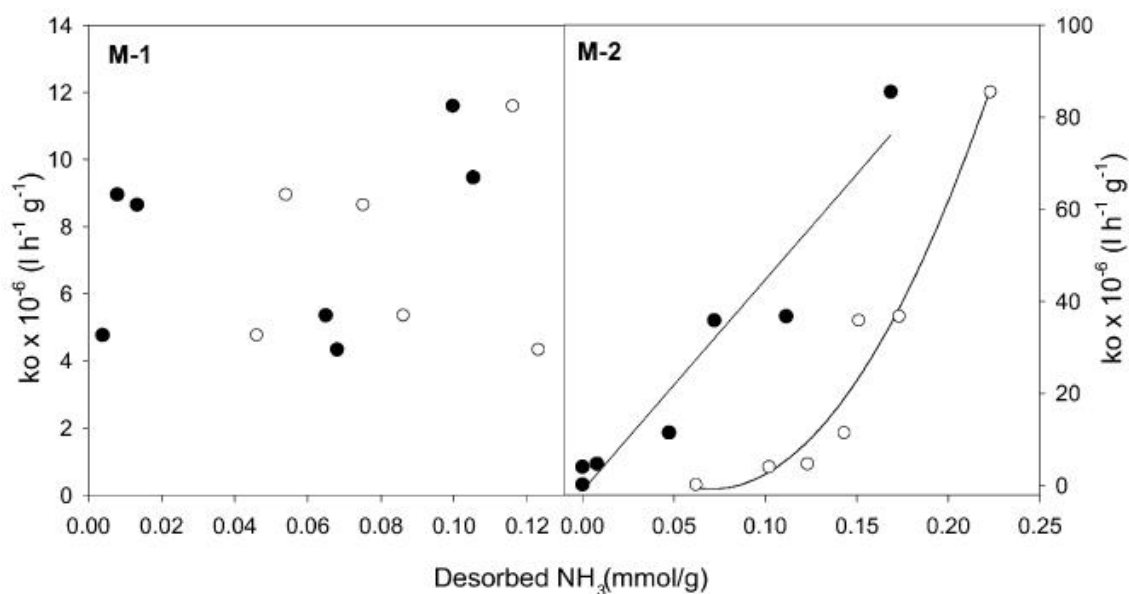 M-1
M-2
ko x 10-6 (l h-1 g-1)
14
12
10
8
6
4
2
0
0.00 0.02 0.04 0.06 0.08 0.10 0.12
0.00 0.05 0.10 0.15 0.20 0.25
100
80
60
40
20
0
ko x 10-6 (l h-1 g-1)
Desorbed NH3(mmol/g)